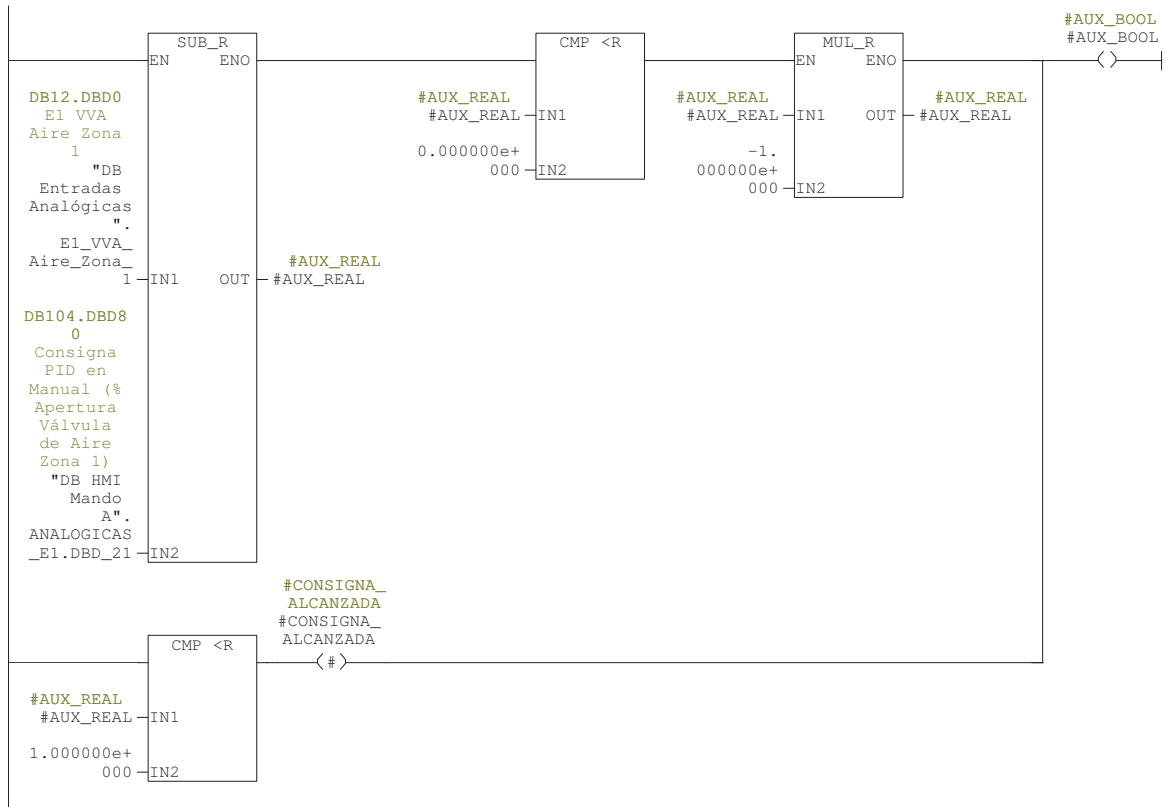 #AUX_BOOL
#AUX_BOOL
SUB_R
EN ENO
CMP <R
MUL_R
EN ENO
( )
DB12.DBD0
E1 VVA
Aire Zona
1
"DB
Entradas
Analógicas
".
E1_VVA_
Aire_Zona_
1 IN1
#AUX_REAL
OUT #AUX_REAL
#AUX_REAL
#AUX_REAL IN1
0.000000e+
000 IN2
#AUX_REAL
#AUX_REAL IN1
-1.
000000e+
000 IN2
#AUX_REAL
OUT #AUX_REAL
DB104.DBD8
0
Consigna
PID en
Manual (%
Apertura
Válvula
de Aire
Zona 1)
"DB HMI
Mando
A".
ANALOGICAS
_E1.DBD_21 IN2
#CONSIGNA_
ALCANZADA
#CONSIGNA_
ALCANZADA
(#)
CMP <R
#AUX_REAL
#AUX_REAL IN1
1.000000e+
000 IN2